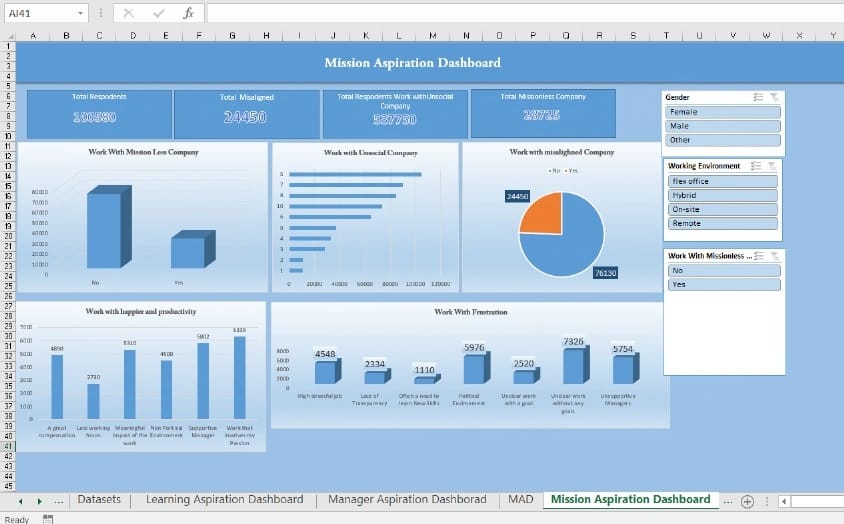 AI41
fx
A B C D E F G H I J K L M N O P Q R S T U V W X Y
1
2
3
4
5
6
7
8
9
10
11
12
13
14
15
16
17
18
19
20
21
22
23
24
25
26
27
28
29
30
31
32
33
34
35
36
37
38
39
40
41
42
43
44
45
Mission Aspiration Dashboard
Total Respodents
100580
Total Misaligned
24450
Total Respondents Work with Unsocial
Company
537750
Total Missionless Company
28725
Gender
Female
Male
Other
Working Environment
flex office
Hybrid
On-site
Remote
Work With Missionless ...
No
Yes
Work With Mission Less Company
80000
70000
60000
50000
40000
30000
20000
10000
0
No
Yes
Work with Unsocial Company
5
7
8
10
6
9
4
3
2
1
0 20000 40000 60000 80000 100000 120000
Work with misalighned Company
No Yes
24450
76130
Work with happier and productivity
7000
6000
5000
4000
3000
2000
1000
0
4890
2730
5310
4509
5802
A great
compensation
Less working
hours
Meaningful
impact of the
work
Non Political
Environment
Supportive
Manager
Work that
involves my
Passion
Work With Frustration
8000
6000
4000
2000
0
4548
2334
1110
5976
2520
7326
5754
High stressful job
Lack of
Transparency
Often a need to
learn New Skills
Political
Environment
Unclear work
with a goal
Unclear work
without any
goals
Unsupportive
Managers
... Datasets
Learning Aspiration Dashboard
Manager Aspiration Dashborad
MAD
Mission Aspiration Dashboard ...
Ready